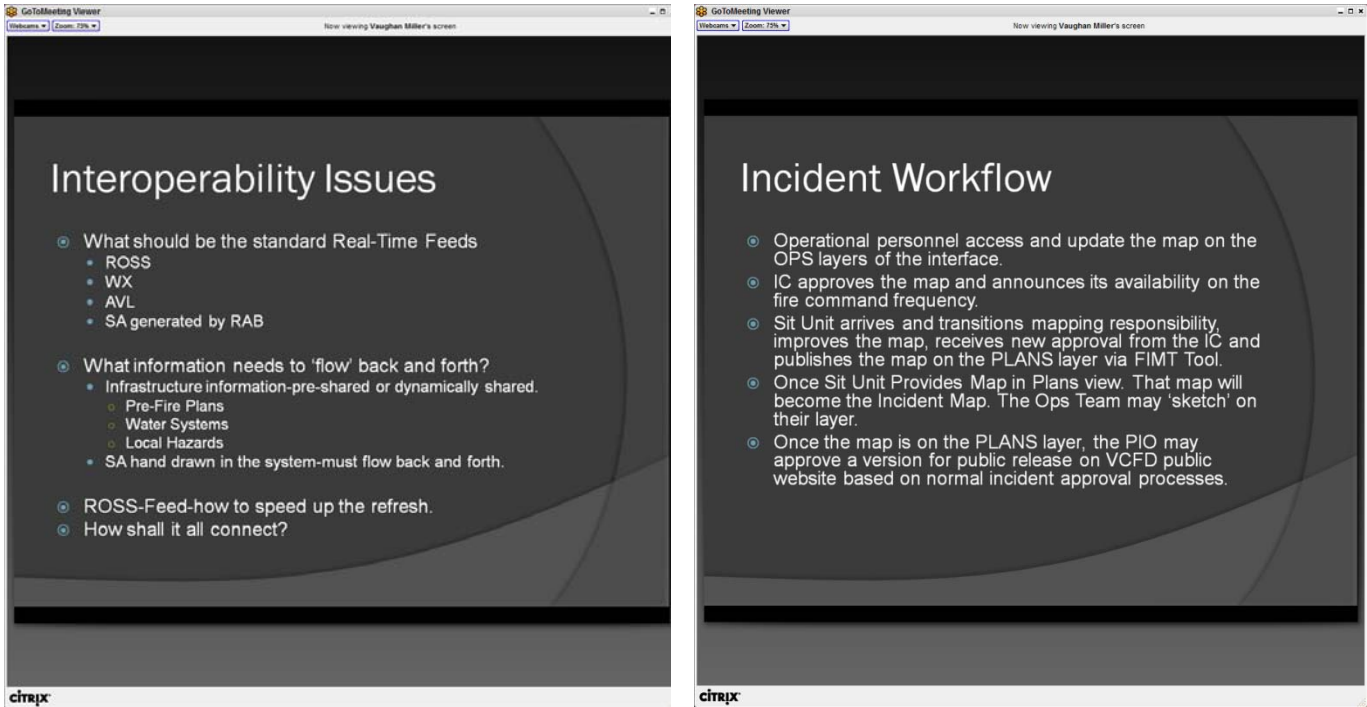 GoToMeeting Viewer
Webcams Zoom: 75%
Now viewing Vaughan Miller's screen
Interoperability Issues
What should be the standard Real-Time Feeds
ROSS
WX
AVL
SA generated by RAB
What information needs to 'flow' back and forth?
Infrastructure information-pre-shared or dynamically shared.
Pre-Fire Plans
Water Systems
Local Hazards
SA hand drawn in the system-must flow back and forth.
ROSS-Feed-how to speed up the refresh.
How shall it all connect?
CiTRIX
GoToMeeting Viewer
Webcams Zoom: 75%
Now viewing Vaughan Miller's screen
Incident Workflow
Operational personnel access and update the map on the
OPS layers of the interface.
IC approves the map and announces its availability on the
fire command frequency.
Sit Unit arrives and transitions mapping responsibility,
improves the map, receives new approval from the IC and
publishes the map on the PLANS layer via FIMT Tool.
Once Sit Unit Provides Map in Plans view. That map will
become the Incident Map. The Ops Team may 'sketch' on
their layer.
Once the map is on the PLANS layer, the PIO may
approve a version for public release on VCFD public
website based on normal incident approval processes.
CiTRIX